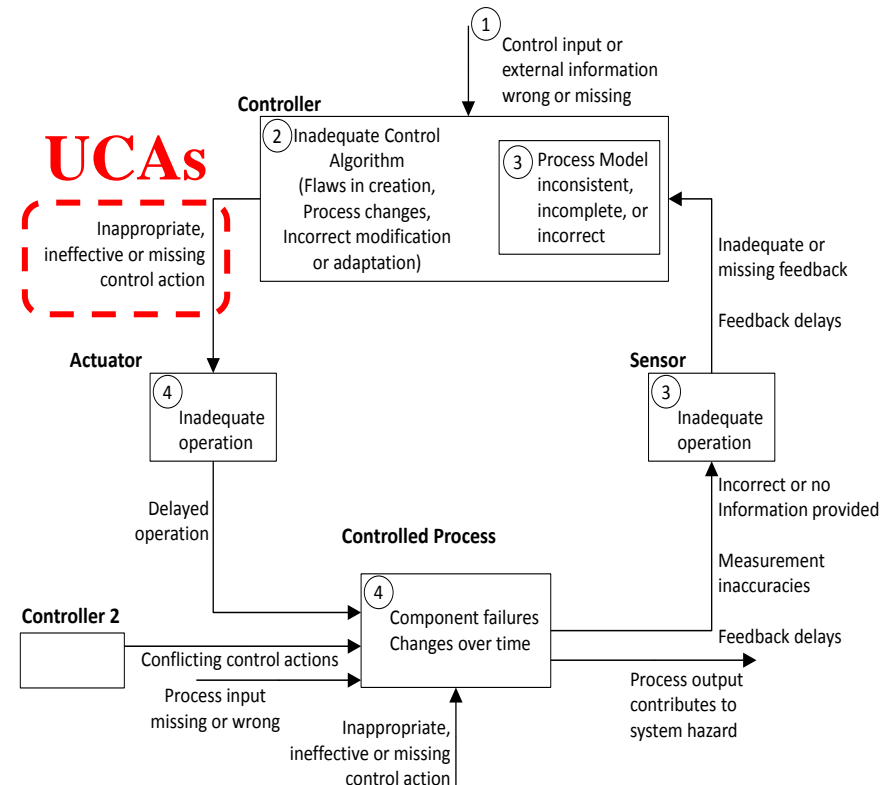 1
Control input or
external information
wrong or missing
Controller
2
Inadequate Control
Algorithm
(Flaws in creation,
Process changes,
Incorrect modification
or adaptation)
3
Process Model
inconsistent,
incomplete, or
incorrect
UCAs
Inappropriate,
ineffective or missing
control action
Inadequate or
missing feedback
Feedback delays
Actuator
4
Inadequate
operation
Sensor
3
Inadequate
operation
Delayed
operation
Incorrect or no
Information provided
Measurement
inaccuracies
Feedback delays
Controlled Process
4
Component failures
Changes over time
Controller 2
Conflicting control actions
Process input
missing or wrong
Process output
contributes to
system hazard
Inappropriate,
ineffective or missing
control action